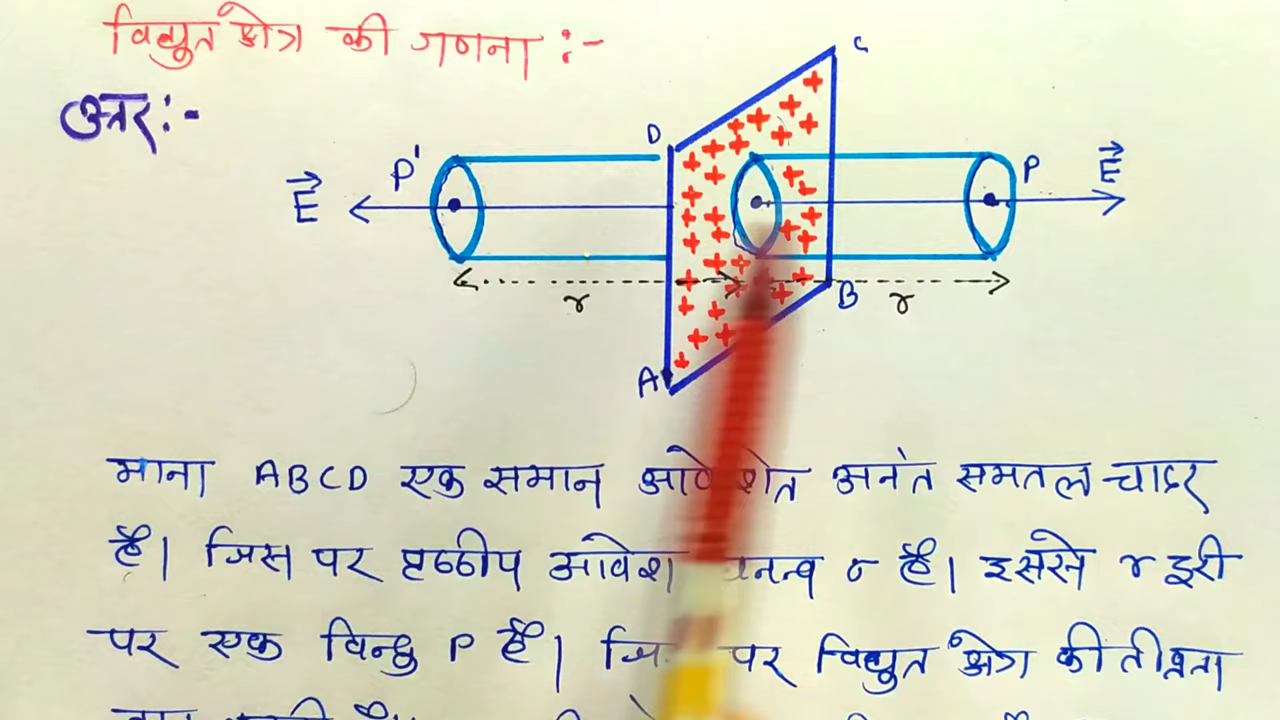 विद्युत क्षेत्र की गणना :-
उत्तर:-
C
D
P' P
E E
r r
B
A
माना ABCD एक समान आवेशित अनंत समतल चादर
है। जिस पर पृष्ठीय आवेश घनत्व σ है। इससे r दूरी
पर एक विन्दु P है। जिस पर विद्युत क्षेत्र की तीव्रता